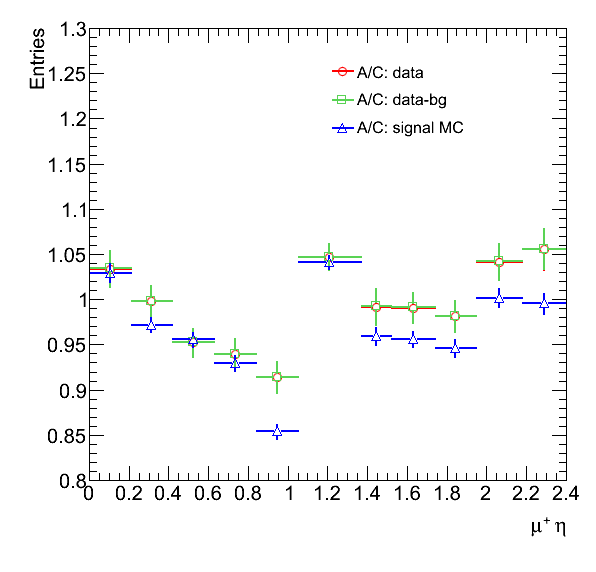 Entries
1.3
1.25
1.2
1.15
1.1
1.05
1
0.95
0.9
0.85
0.8
A/C: data
A/C: data-bg
A/C: signal MC
0 0.2 0.4 0.6 0.8 1 1.2 1.4 1.6 1.8 2 2.2 2.4
μ⁺ η